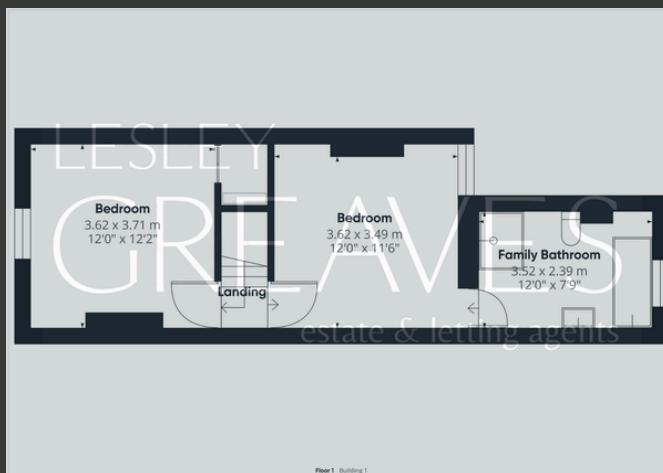 LESLEY
GREAVES
estate & letting agents
Bedroom
3.62 x 3.71 m
12'0" x 12'2"
Landing
Bedroom
3.62 x 3.49 m
12'0" x 11'6"
Family Bathroom
3.52 x 2.39 m
12'0" x 7'9"
Floor 1 Building 1